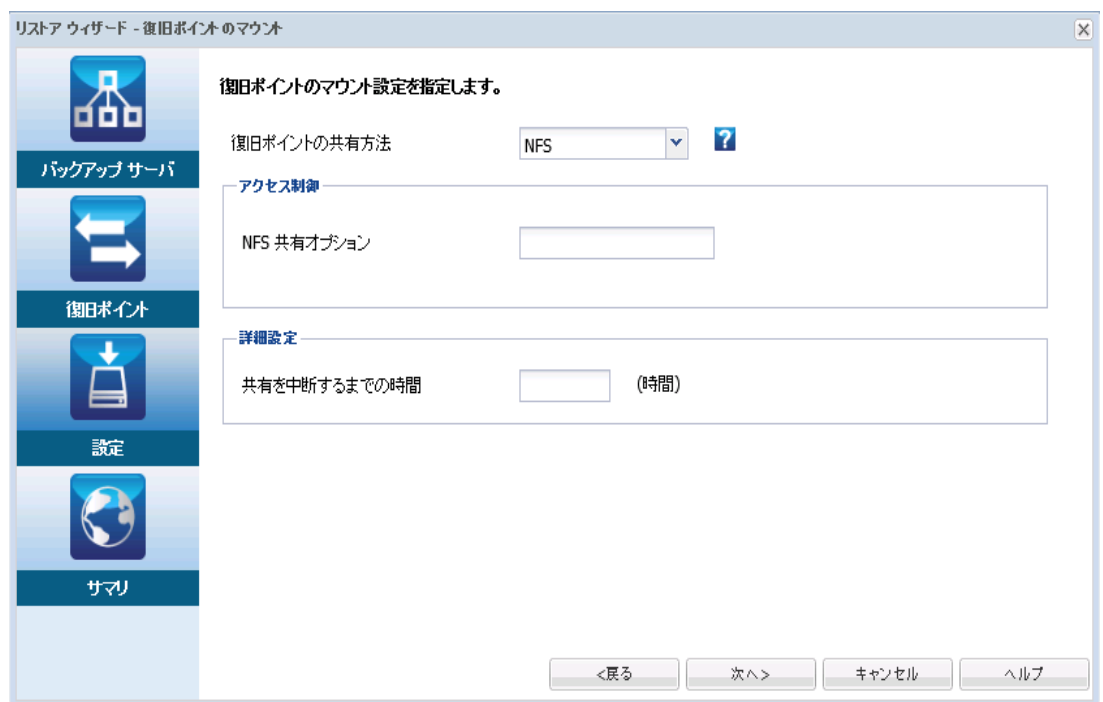 リストア ウィザード - 復旧ポイントのマウント
バックアップ サーバ
復旧ポイント
設定
サマリ
復旧ポイントのマウント設定を指定します。
復旧ポイントの共有方法
NFS
?
アクセス制御
NFS 共有オプション
詳細設定
共有を中断するまでの時間
(時間)
<戻る
次へ>
キャンセル
ヘルプ